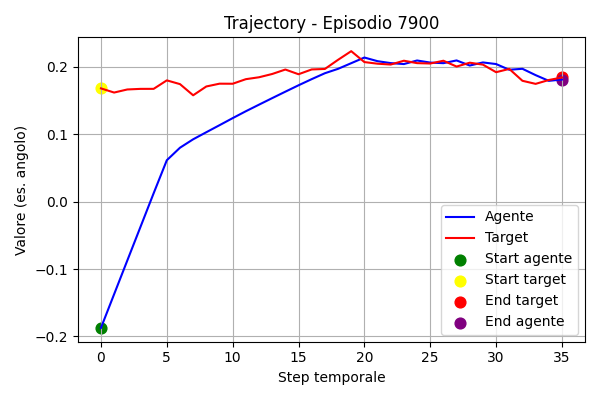 Trajectory - Episodio 7900
Valore (es. angolo)
0.2
0.1
0.0
−0.1
−0.2
0
5
10
15
20
25
30
35
Step temporale
Agente
Target
Start agente
Start target
End target
End agente